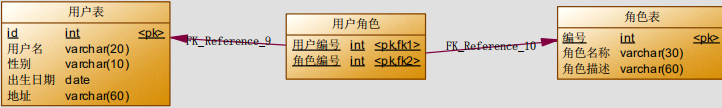 用户表
id int <pk>
用户名 varchar(20)
性别 varchar(10)
出生日期 date
地址 varchar(60)
FK_Reference_9
用户角色
用户编号 int <pk,fk1>
角色编号 int <pk,fk2>
FK_Reference_10
角色表
编号 int <pk>
角色名称 varchar(30)
角色描述 varchar(60)